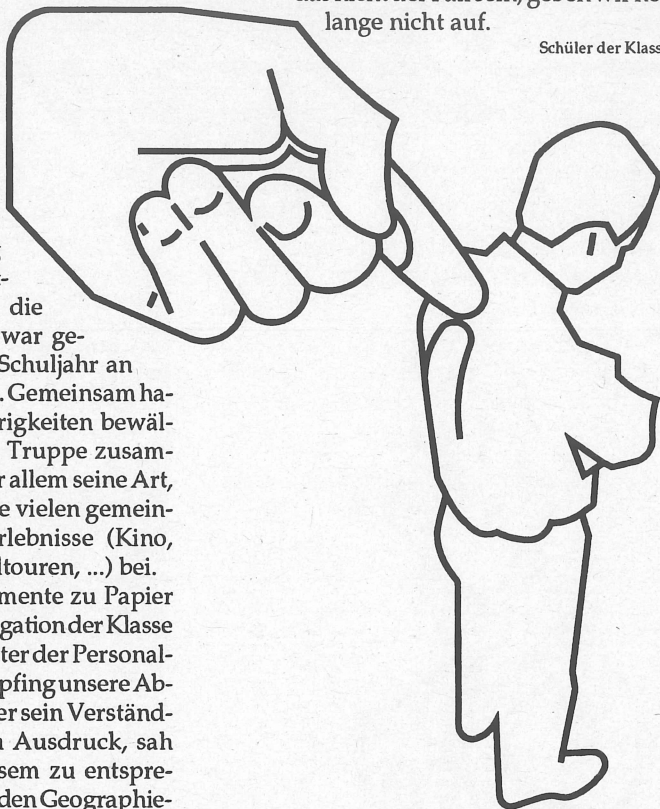 lange nicht auf.
Schüler der Klass
die
war ge-
Schuljahr an
. Gemeinsam ha-
rigkeiten bewäl-
Truppe zusam-
r allem seine Art,
e vielen gemein-
rlebnisse (Kino,
ltouren, ...) bei.
mente zu Papier
gation der Klasse
ter der Personal-
pfing unsere Ab-
er sein Verständ-
n Ausdruck, sah
sem zu entspre-
den Geographie-